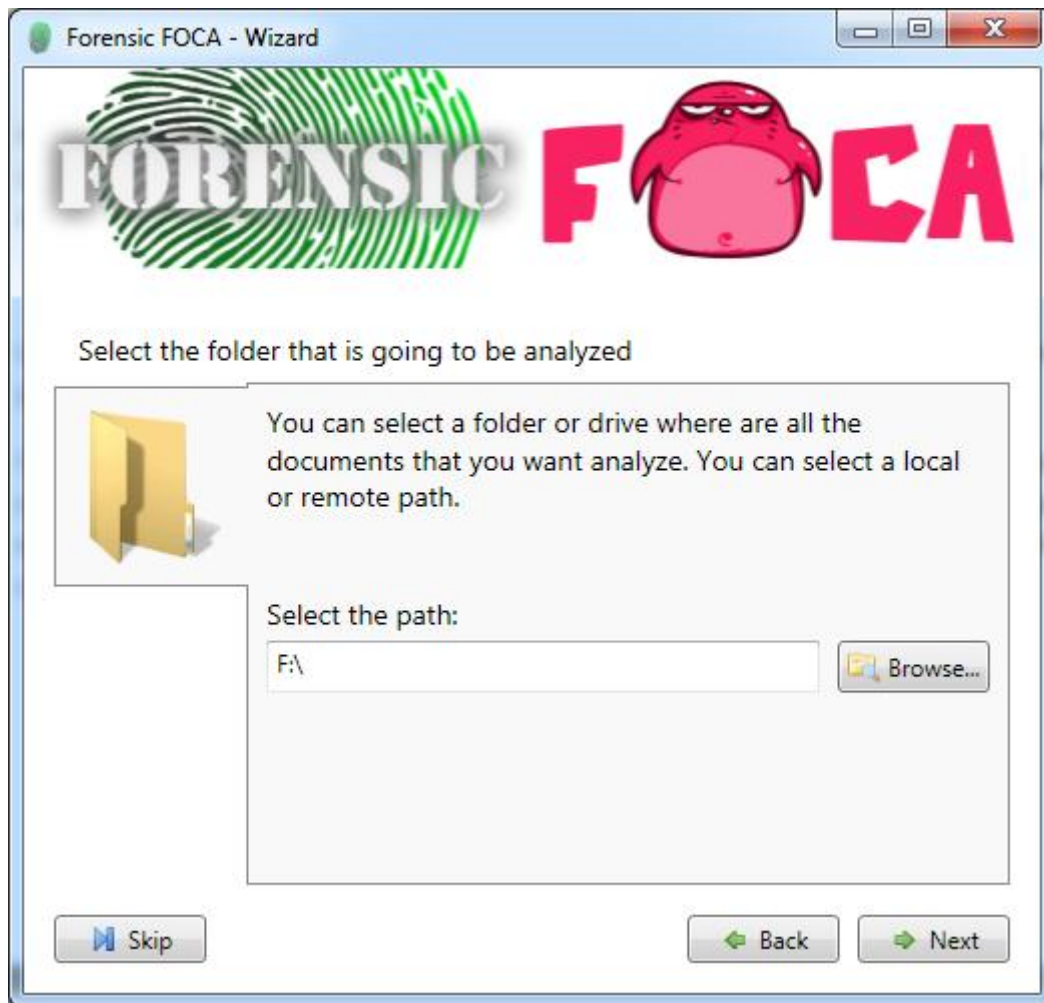 Forensic FOCA - Wizard
FORENSIC FOCA
Select the folder that is going to be analyzed
You can select a folder or drive where are all the
documents that you want analyze. You can select a local
or remote path.
Select the path:
F:\
Browse...
Skip
Back
Next